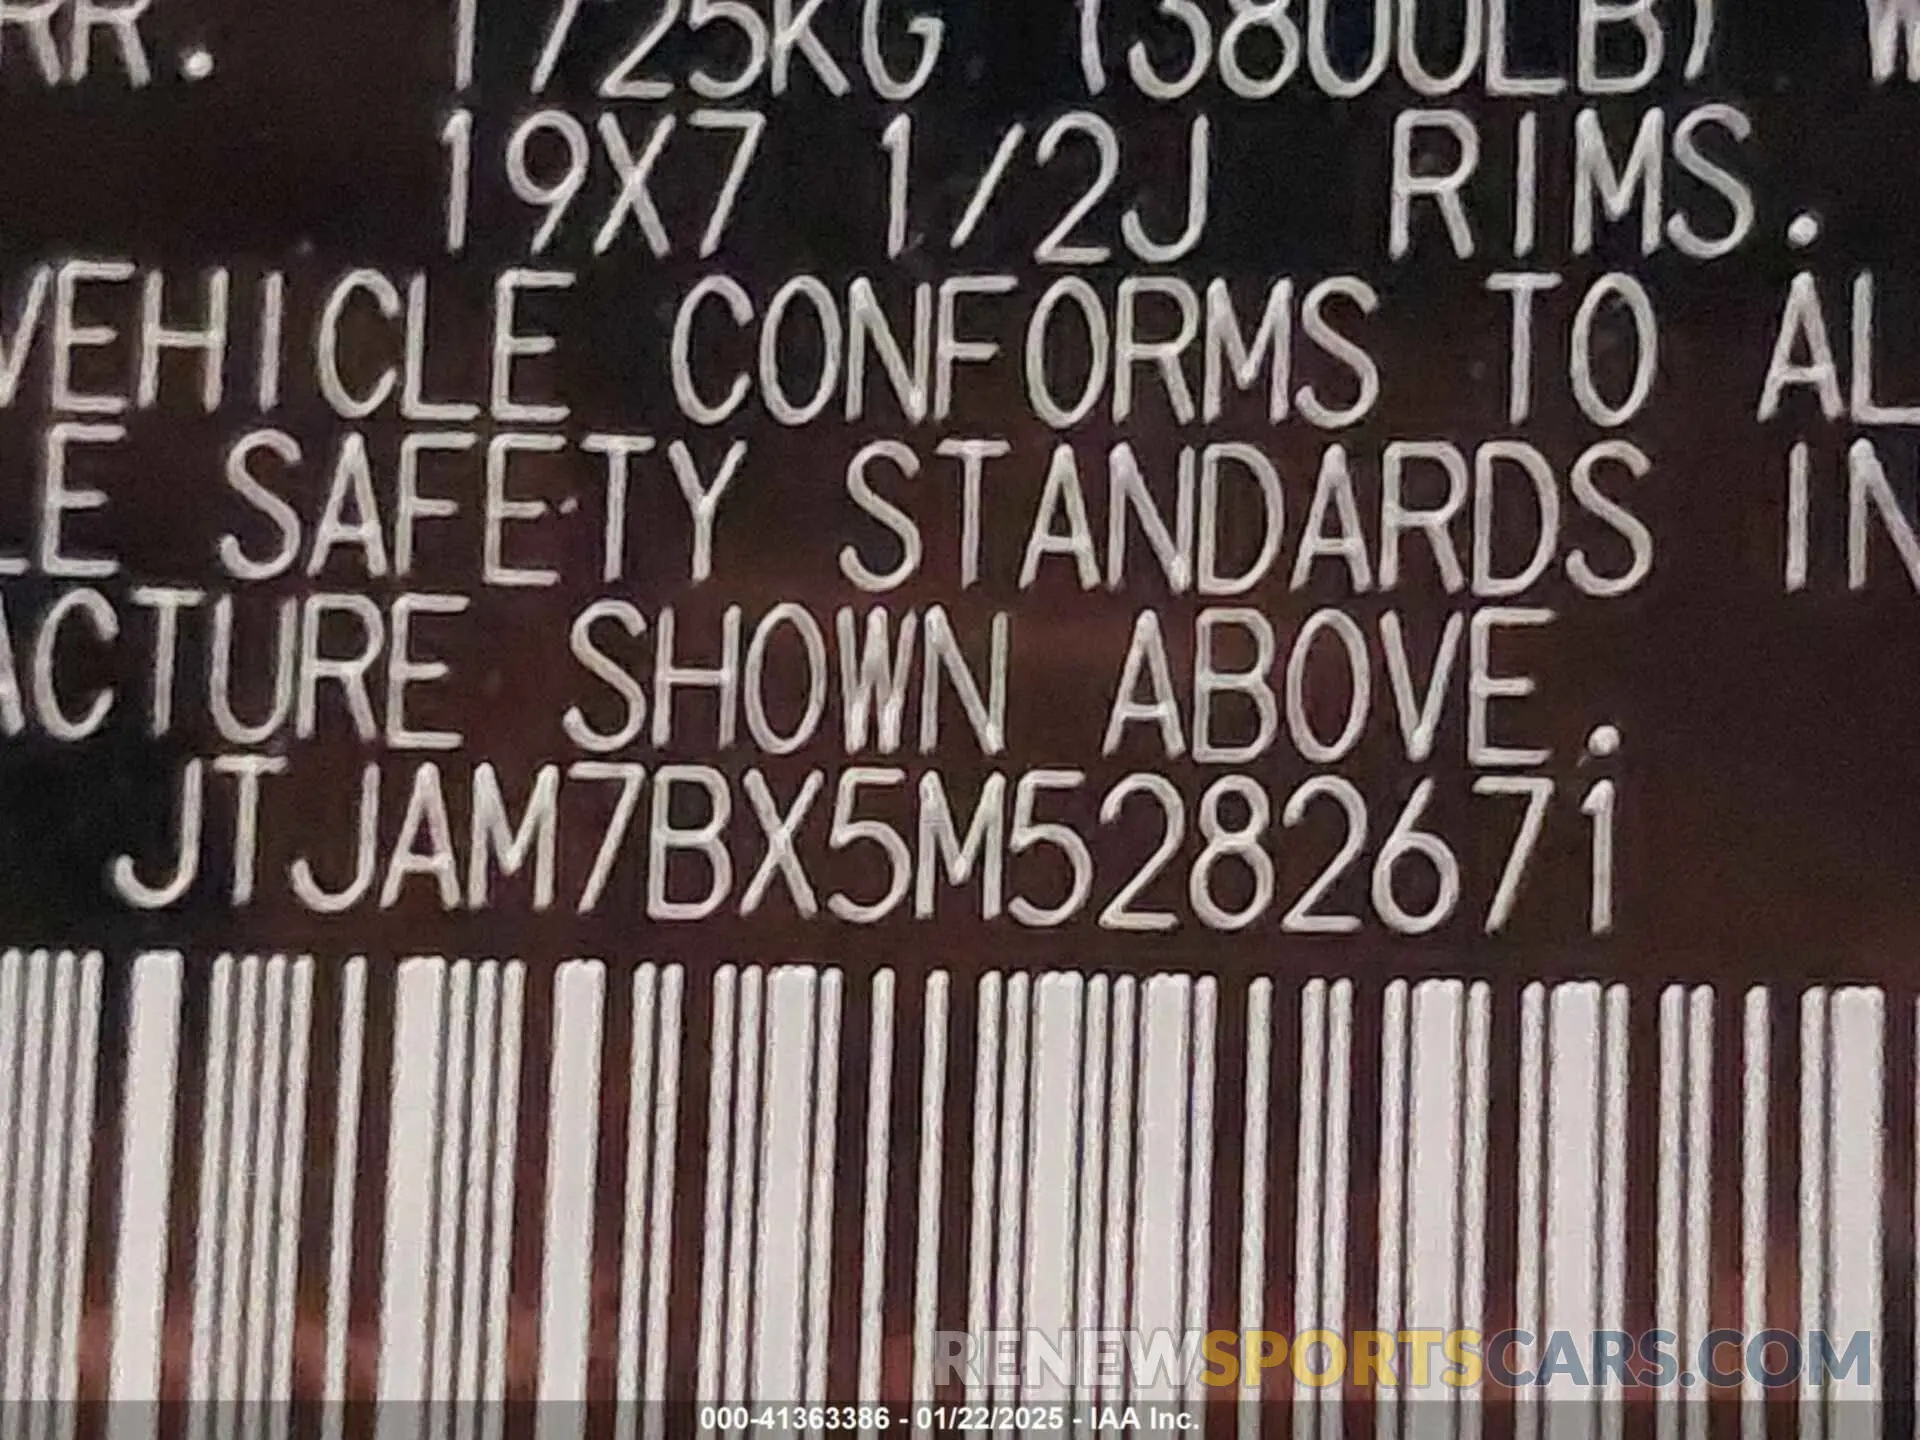 RR. 1725KG (3800LB) W
19X7 1/2J RIMS.
VEHICLE CONFORMS TO AL
LE SAFETY STANDARDS IN
ACTURE SHOWN ABOVE.
JTJAM7BX5M5282671
RENEWSPORTSCARS.COM
000-41363386 - 01/22/2025 - IAA Inc.